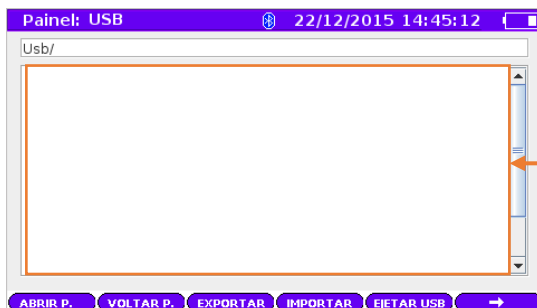 Painel: USB 22/12/2015 14:45:12
Usb/
ABRIR P. VOLTAR P. EXPORTAR IMPORTAR EJETAR USB →